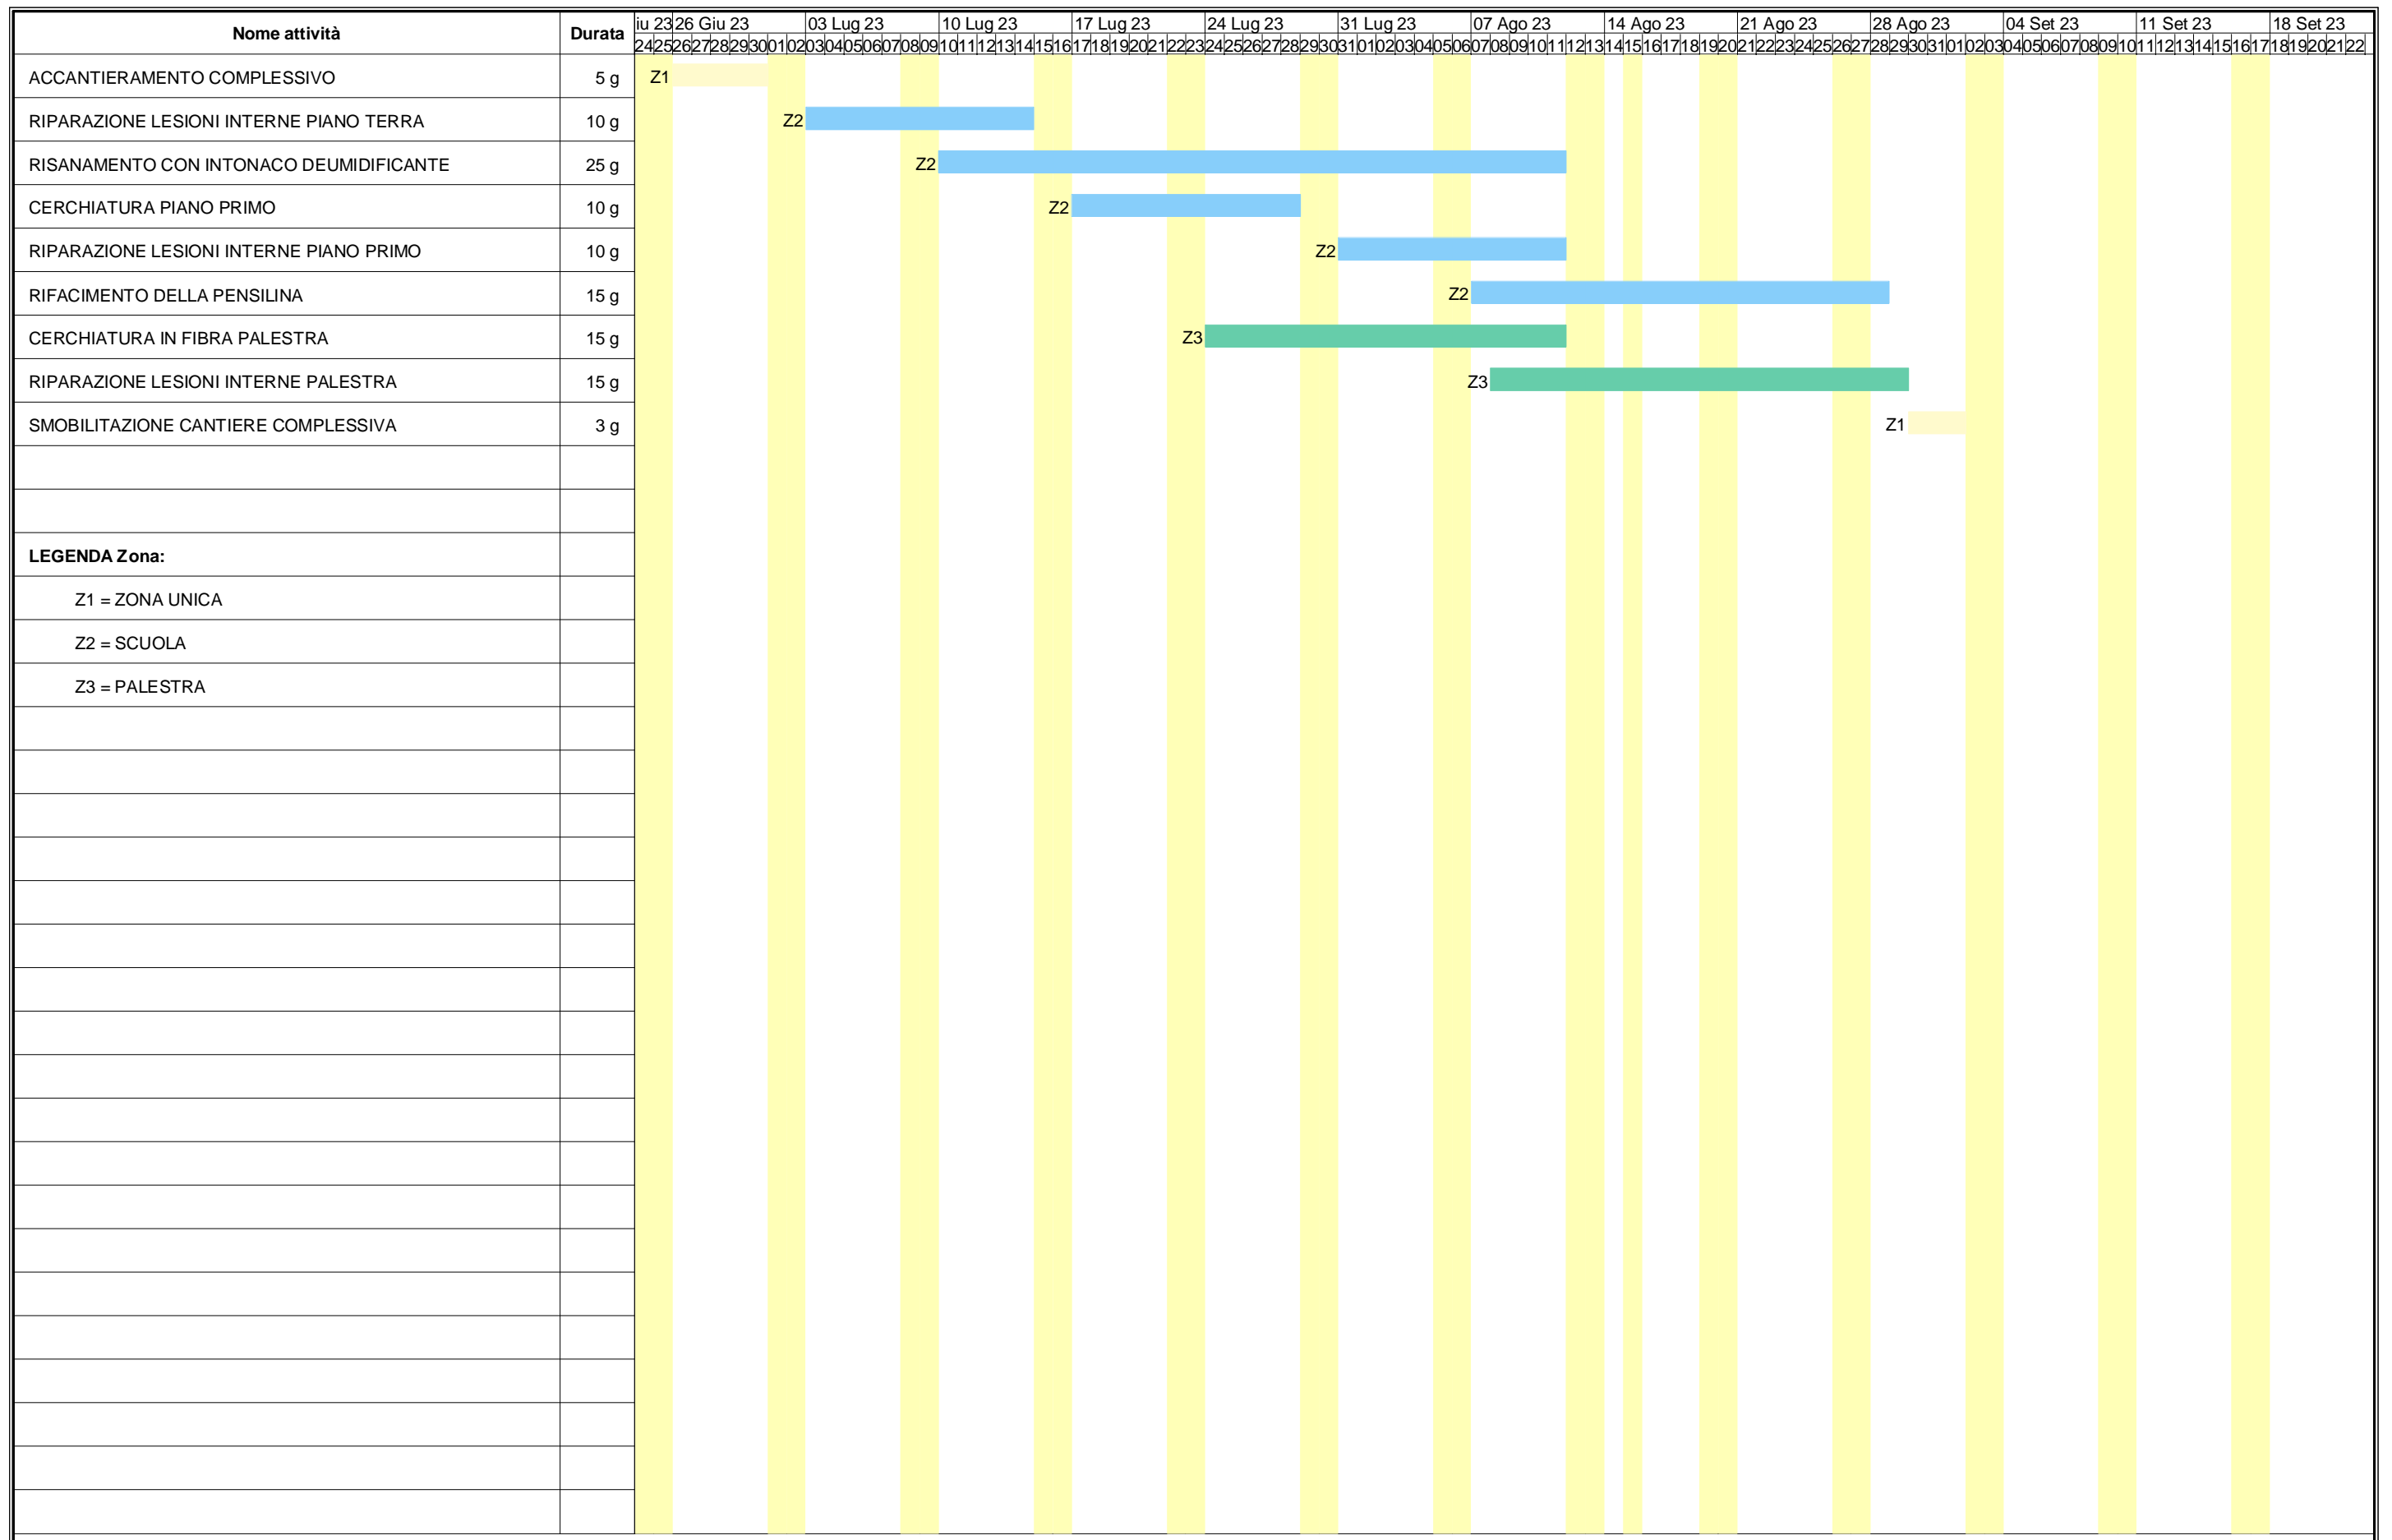 Nome attività Durata iu 23 26 Giu 23 03 Lug 23 10 Lug 23 17 Lug 23 24 Lug 23 31 Lug 23 07 Ago 23 14 Ago 23 21 Ago 23 28 Ago 23 04 Set 23 11 Set 23 18 Set 23
24 25 26 27 28 29 30 01 02 03 04 05 06 07 08 09 10 11 12 13 14 15 16 17 18 19 20 21 22 23 24 25 26 27 28 29 30 31 01 02 03 04 05 06 07 08 09 10 11 12 13 14 15 16 17 18 19 20 21 22 23 24 25 26 27 28 29 30 31 01 02 03 04 05 06 07 08 09 10 11 12 13 14 15 16 17 18 19 20 21 22
ACCANTIERAMENTO COMPLESSIVO 5 g Z1
RIPARAZIONE LESIONI INTERNE PIANO TERRA 10 g Z2
RISANAMENTO CON INTONACO DEUMIDIFICANTE 25 g Z2
CERCHIATURA PIANO PRIMO 10 g Z2
RIPARAZIONE LESIONI INTERNE PIANO PRIMO 10 g Z2
RIFACIMENTO DELLA PENSILINA 15 g Z2
CERCHIATURA IN FIBRA PALESTRA 15 g Z3
RIPARAZIONE LESIONI INTERNE PALESTRA 15 g Z3
SMOBILITAZIONE CANTIERE COMPLESSIVA 3 g Z1
LEGENDA Zona:
Z1 = ZONA UNICA
Z2 = SCUOLA
Z3 = PALESTRA